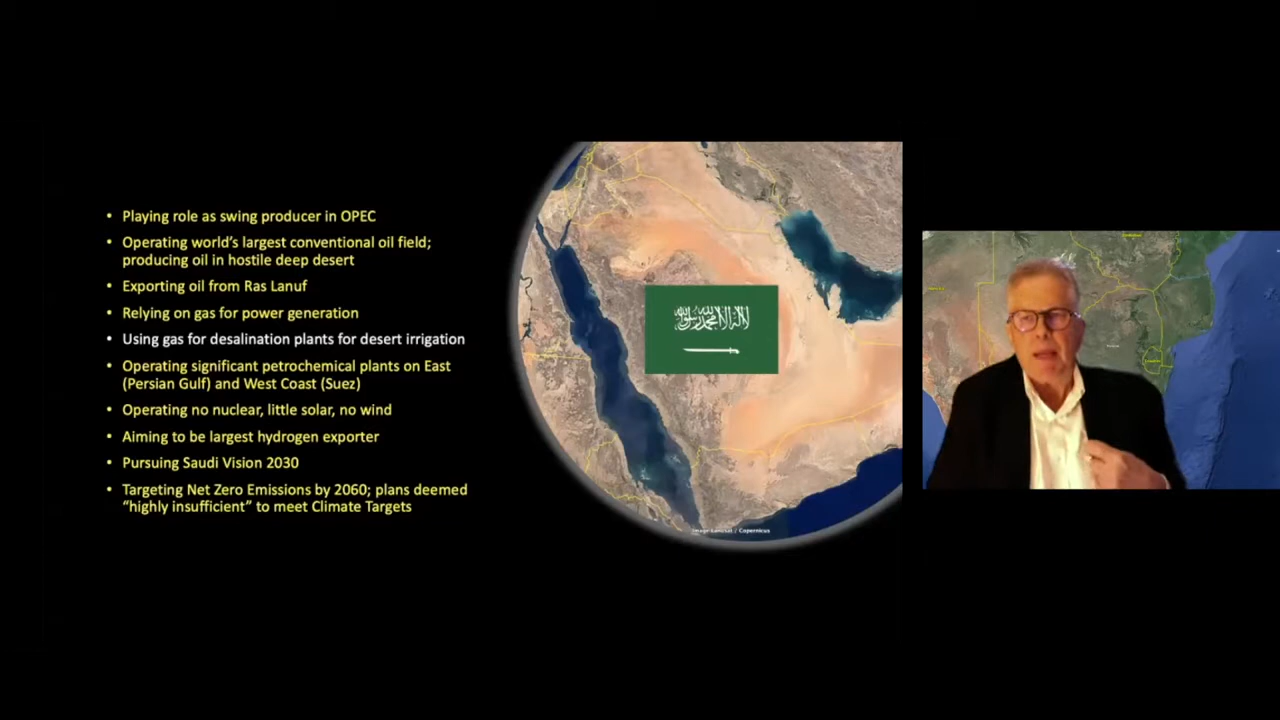 • Playing role as swing producer in OPEC
• Operating world's largest conventional oil field;
producing oil in hostile deep desert
• Exporting oil from Ras Lanuf
• Relying on gas for power generation
• Using gas for desalination plants for desert irrigation
• Operating significant petrochemical plants on East
(Persian Gulf) and West Coast (Suez)
• Operating no nuclear, little solar, no wind
• Aiming to be largest hydrogen exporter
• Pursuing Saudi Vision 2030
• Targeting Net Zero Emissions by 2060; plans deemed
“highly insufficient” to meet Climate Targets
لا إله إلا الله محمد رسول الله
Image Landsat / Copernicus